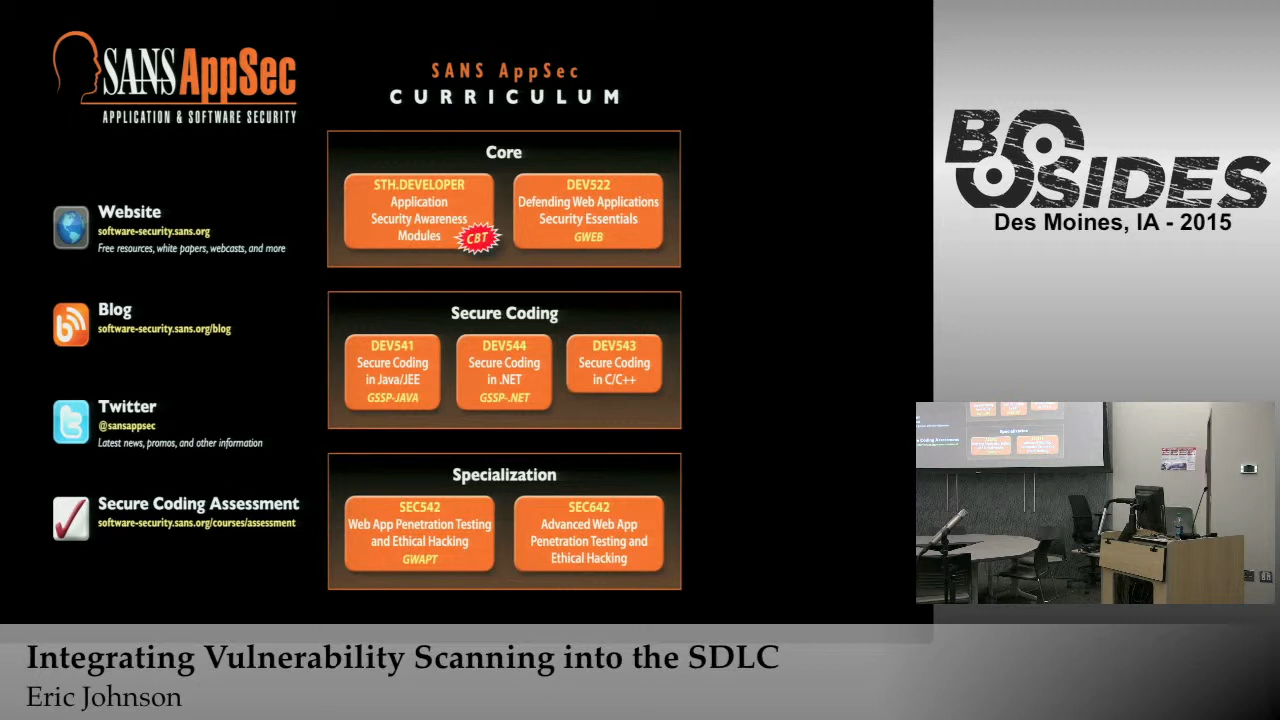 SANS AppSec
APPLICATION & SOFTWARE SECURITY
Website
software-security.sans.org
Free resources, white papers, webcasts, and more
Blog
software-security.sans.org/blog
Twitter
@sansappsec
Latest news, promos, and other information
Secure Coding Assessment
software-security.sans.org/courses/assessment
SANS AppSec
CURRICULUM
Core
STH.DEVELOPER
Application
Security Awareness
Modules
CBT
DEV522
Defending Web Applications
Security Essentials
GWEB
Secure Coding
DEV541
Secure Coding
in Java/JEE
GSSP-JAVA
DEV544
Secure Coding
in .NET
GSSP-.NET
DEV543
Secure Coding
in C/C++
Specialization
SEC542
Web App Penetration Testing
and Ethical Hacking
GWAPT
SEC642
Advanced Web App
Penetration Testing and
Ethical Hacking
BSIDES
Des Moines, IA - 2015
Specialization
Integrating Vulnerability Scanning into the SDLC
Eric Johnson